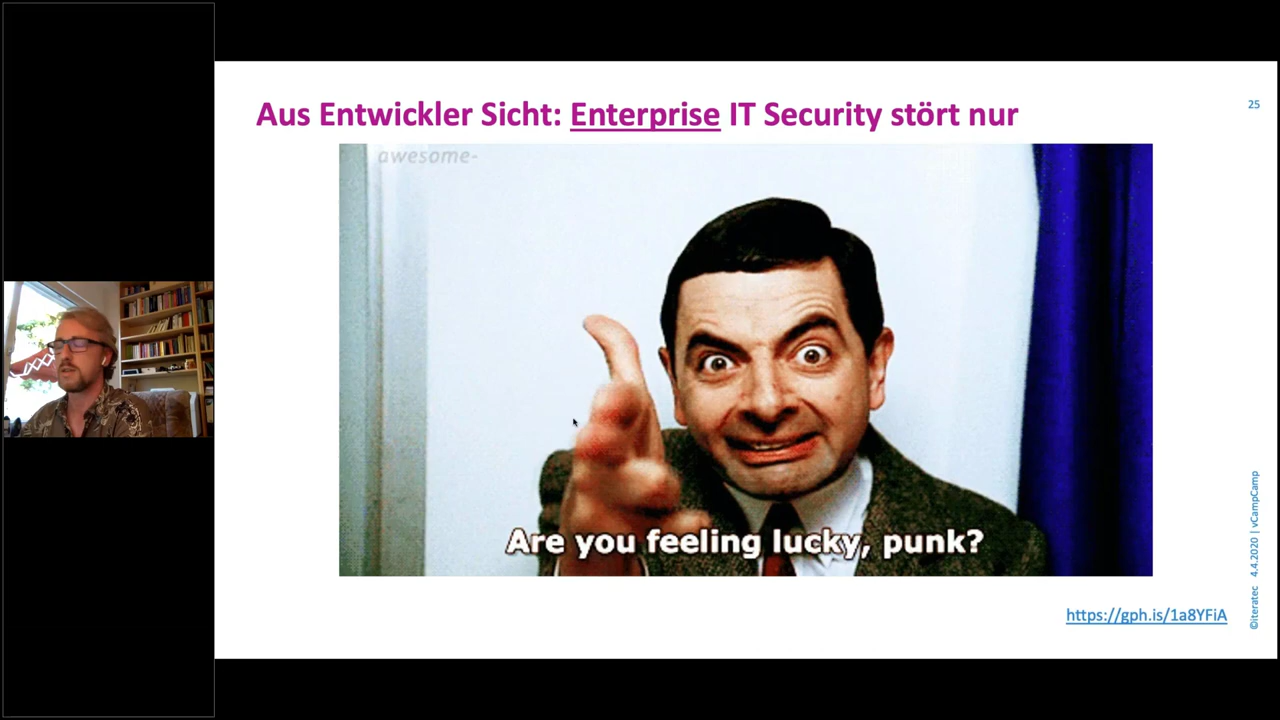 Aus Entwickler Sicht: Enterprise IT Security stört nur
25
awesome-
Are you feeling lucky, punk?
https://gph.is/1a8YFiA
©iteratec 4.4.2020 | vCampCamp